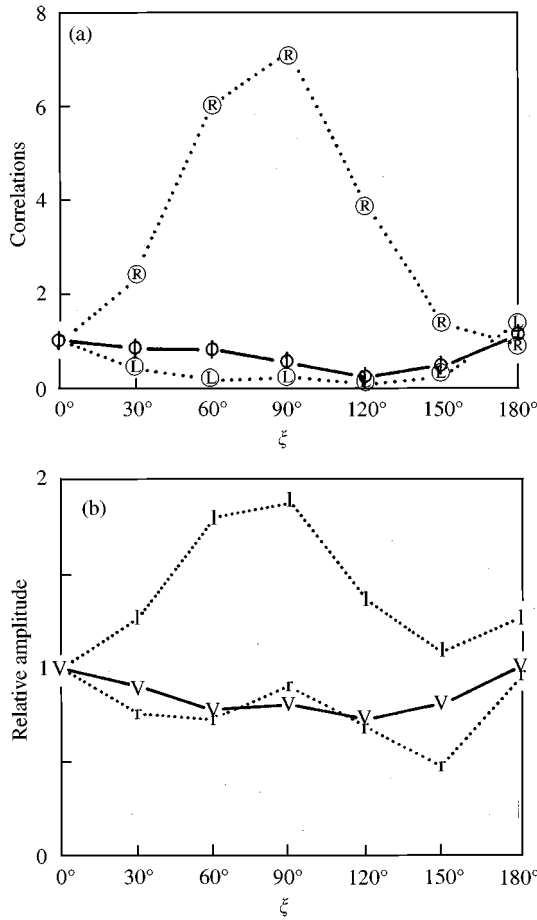 8
(a)
R
6
R
Correlations
4
R
R
2
L
Φ
Φ
Φ
Φ
R
Φ
Φ
L
L
L
L
L
0
0° 30° 60° 90° 120° 150° 180°
ξ
2
(b)
l
l
l
l
l
l
Relative amplitude
1
V
V
V
V
V
V
V
r
r
r
r
r
r
0
0° 30° 60° 90° 120° 150° 180°
ξ